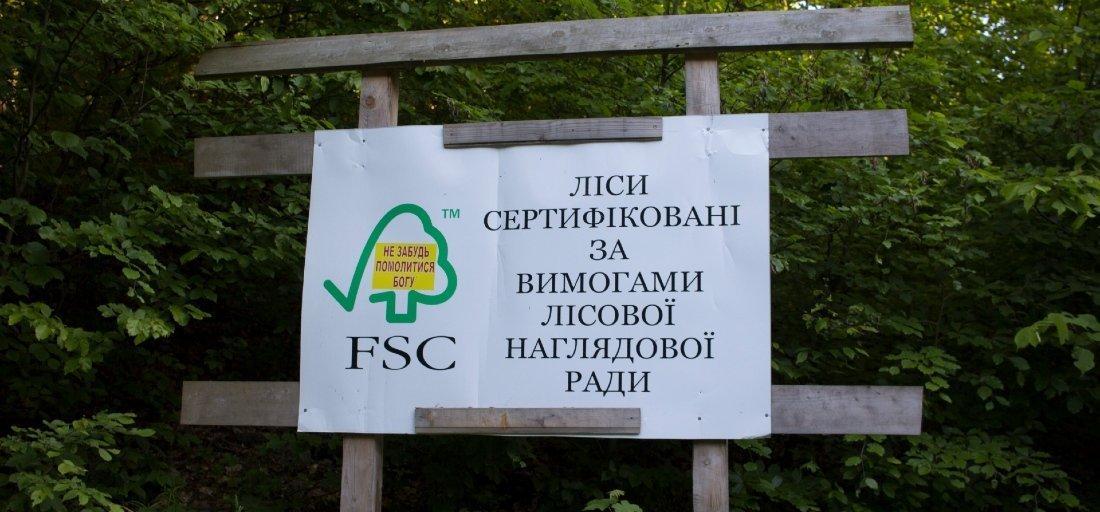 ™
НЕ ЗАБУДЬ
ПОМОЛИТИСЯ
БОГУ
FSC
ЛІСИ
СЕРТИФІКОВАНІ
ЗА
ВИМОГАМИ
ЛІСОВОЇ
НАГЛЯДОВОЇ
РАДИ